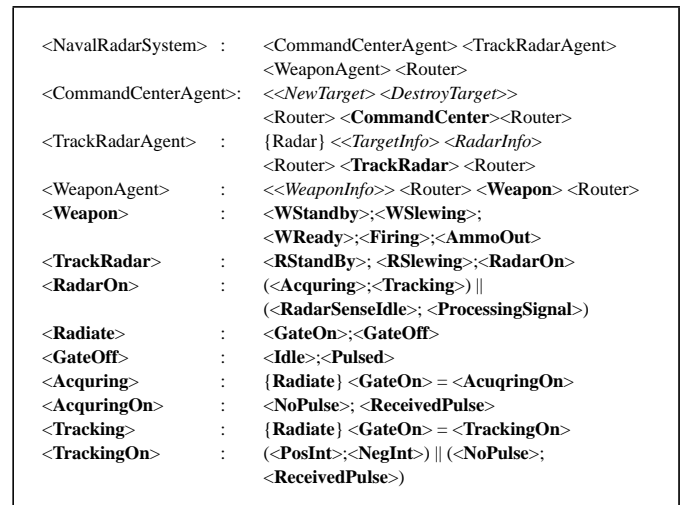 <NavalRadarSystem> : <CommandCenterAgent> <TrackRadarAgent>
<WeaponAgent> <Router>
<CommandCenterAgent>: <<NewTarget> <DestroyTarget>>
<Router> <CommandCenter><Router>
<TrackRadarAgent> : {Radar} <<TargetInfo> <RadarInfo>
<Router> <TrackRadar> <Router>
<WeaponAgent> : <<WeaponInfo>> <Router> <Weapon> <Router>
<Weapon> : <WStandby>;<WSlewing>;
<WReady>;<Firing>;<AmmoOut>
<TrackRadar> : <RStandBy>; <RSlewing>;<RadarOn>
<RadarOn> : (<Acquring>;<Tracking>) ||
(<RadarSenseIdle>; <ProcessingSignal>)
<Radiate> : <GateOn>;<GateOff>
<GateOff> : <Idle>;<Pulsed>
<Acquring> : {Radiate} <GateOn> = <AcuqringOn>
<AcquringOn> : <NoPulse>; <ReceivedPulse>
<Tracking> : {Radiate} <GateOn> = <TrackingOn>
<TrackingOn> : (<PosInt>;<NegInt>) || (<NoPulse>;
<ReceivedPulse>)